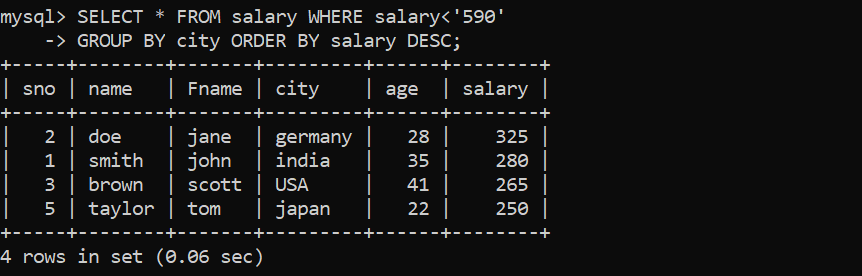 mysql> SELECT * FROM salary WHERE salary<'590'
    -> GROUP BY city ORDER BY salary DESC;
+-----+--------+-------+---------+------+--------+
| sno | name   | Fname | city    | age  | salary |
+-----+--------+-------+---------+------+--------+
|   2 | doe    | jane  | germany |   28 |    325 |
|   1 | smith  | john  | india   |   35 |    280 |
|   3 | brown  | scott | USA     |   41 |    265 |
|   5 | taylor | tom   | japan   |   22 |    250 |
+-----+--------+-------+---------+------+--------+
4 rows in set (0.06 sec)